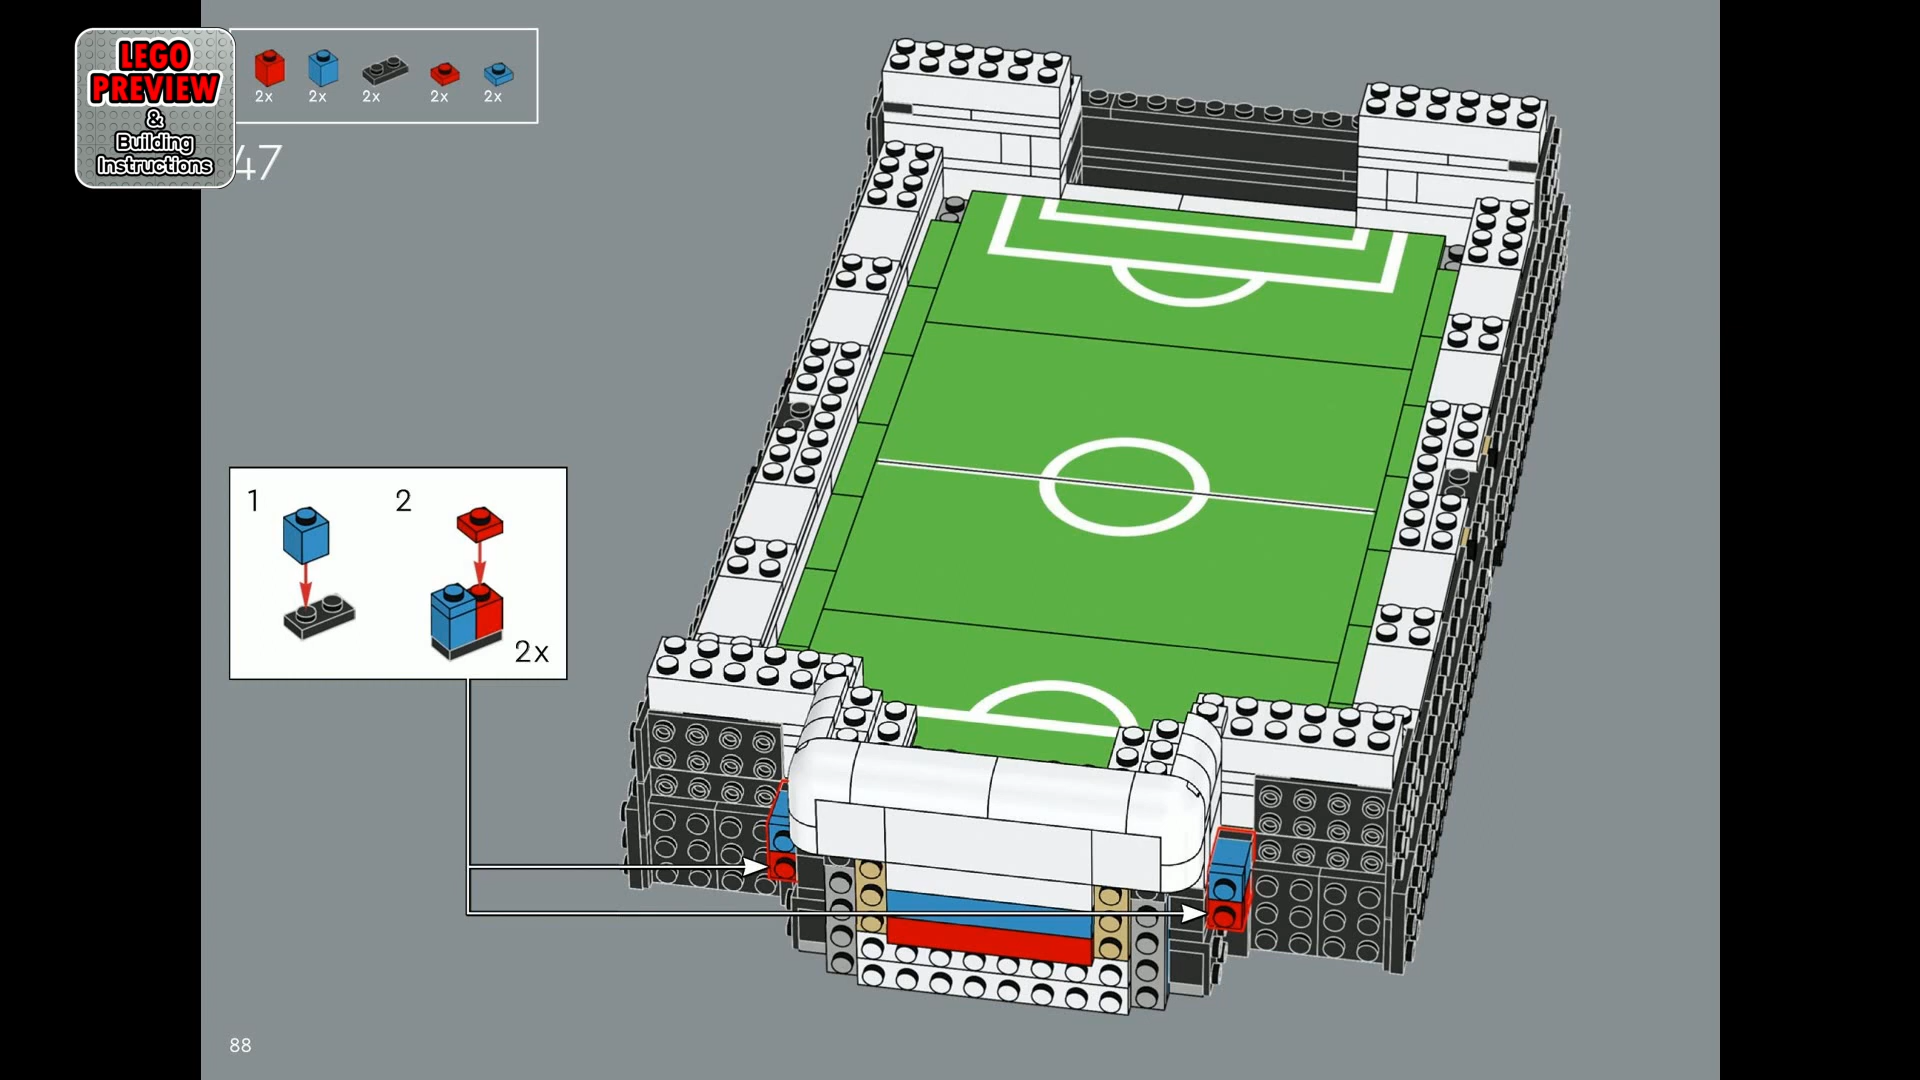 LEGO
PREVIEW
&
Building
Instructions
2x 2x 2x 2x 2x
47
1 2
2x
88